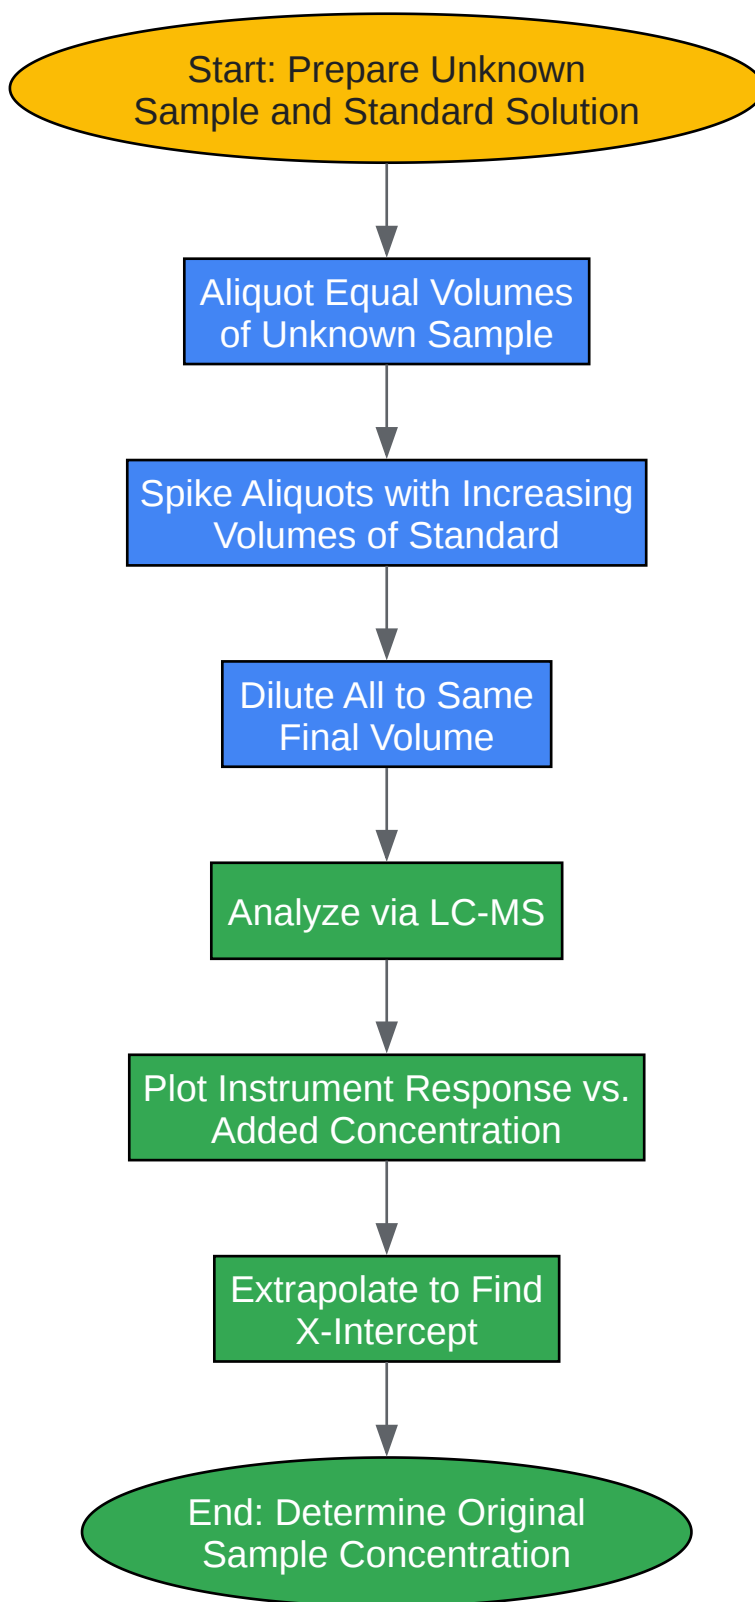 Start: Prepare Unknown
Sample and Standard Solution
Aliquot Equal Volumes
of Unknown Sample
Spike Aliquots with Increasing
Volumes of Standard
Dilute All to Same
Final Volume
Analyze via LC-MS
Plot Instrument Response vs.
Added Concentration
Extrapolate to Find
X-Intercept
End: Determine Original
Sample Concentration